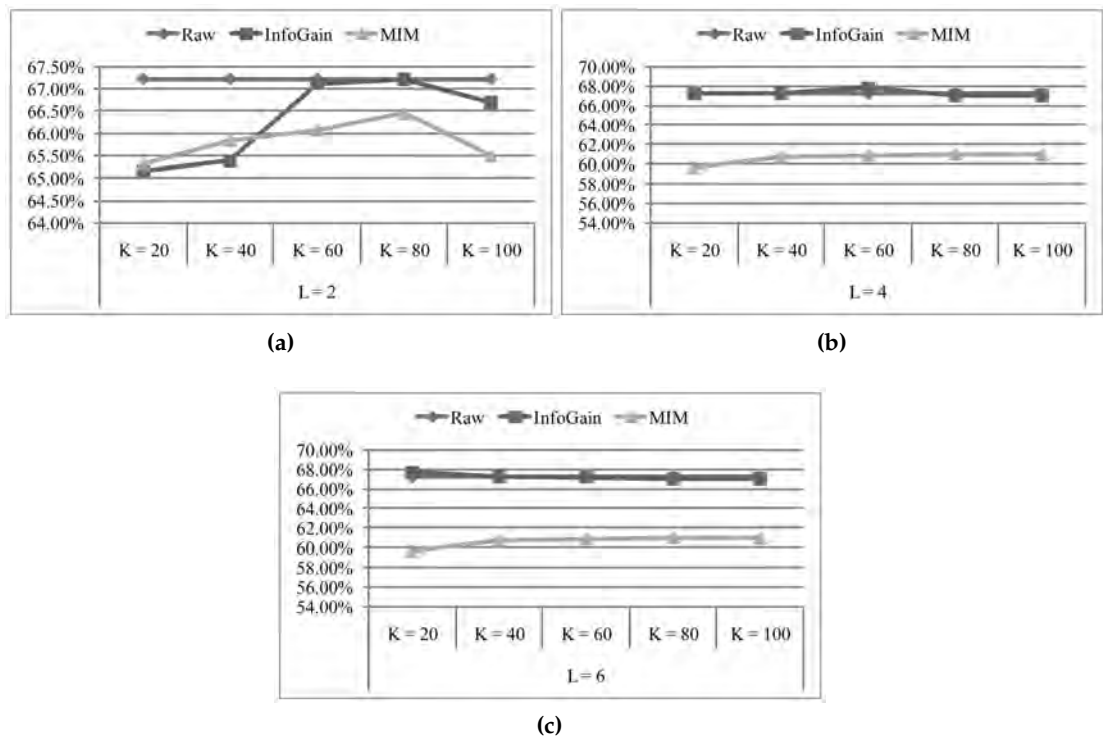 Raw InfoGain MIM
67.50%
67.00%
66.50%
66.00%
65.50%
65.00%
64.50%
64.00%
K = 20 K = 40 K = 60 K = 80 K = 100
L = 2
(a)
Raw InfoGain MIM
70.00%
68.00%
66.00%
64.00%
62.00%
60.00%
58.00%
56.00%
54.00%
K = 20 K = 40 K = 60 K = 80 K = 100
L = 4
(b)
Raw InfoGain MIM
70.00%
68.00%
66.00%
64.00%
62.00%
60.00%
58.00%
56.00%
54.00%
K = 20 K = 40 K = 60 K = 80 K = 100
L = 6
(c)